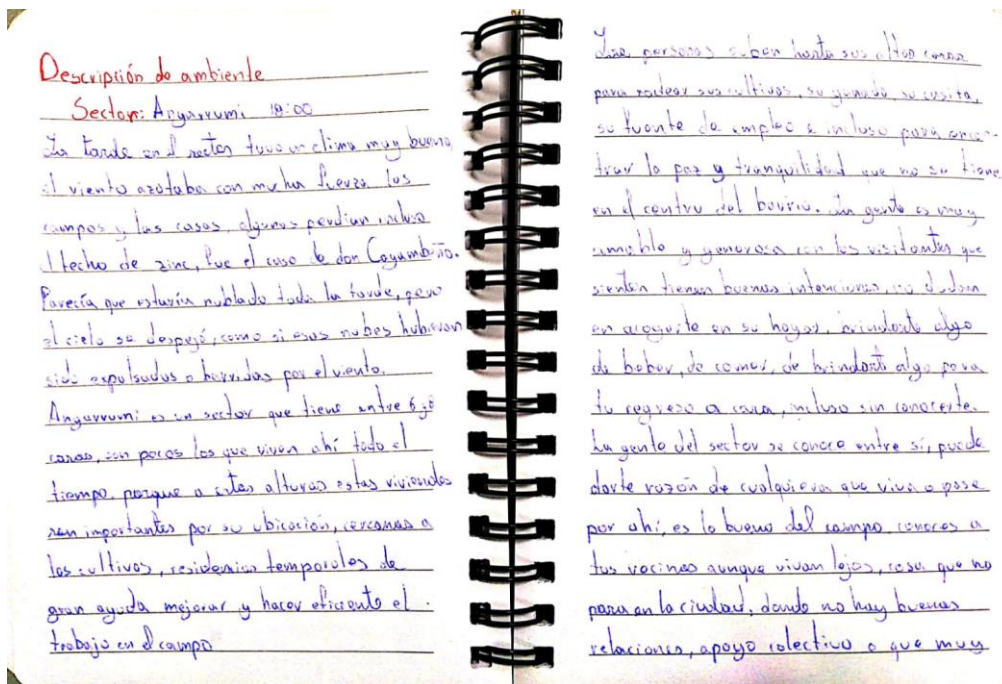 Descripción de ambiente
Sector: Angarrumi 18:00
La tarde en el sector tuvo un clima muy bueno,
el viento azotaba con mucha fuerza los
campos y las casas, algunos perdían incluso
el techo de zinc, fue el caso de don Cayambeño.
Parecía que estaría nublado toda la tarde, pero
el cielo se despejó, como si esas nubes hubieran
sido expulsadas o barridas por el viento.
Angarrumi es un sector que tiene entre 6 y 8
casas, son pocos los que viven ahí todo el
tiempo, porque a estas alturas estas viviendas
son importantes por su ubicación, cercanas a
los cultivos, residencias temporales de
gran ayuda mejorar y hacer eficiente el
trabajo en el campo
Las personas suben hasta sus altas casas
para rodear sus cultivos, su ganado, su casita,
su fuente de empleo e incluso para encon-
trar la paz y tranquilidad que no se tiene
en el centro del barrio. La gente es muy
amable y generosa con los visitantes que
sienten tienen buenas intenciones, no dudan
en acogerte en su hogar, brindarte algo
de beber, de comer, de brindarte algo para
tu regreso a casa, incluso sin conocerte.
La gente del sector se conoce entre sí, puede
darte razón de cualquiera que viva o pase
por ahí, es lo bueno del campo, conoces a
tus vecinos aunque vivan lejos, cosa que no
pasa en la ciudad, donde no hay buenas
relaciones, apoyo colectivo o que muy